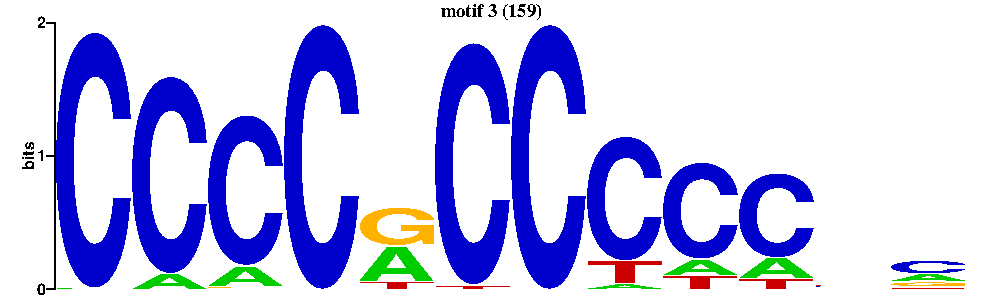 motif 3 (159)
bits
2
1
0
C C C C G C C C C C C
A A A T T T A A A
T A T T G